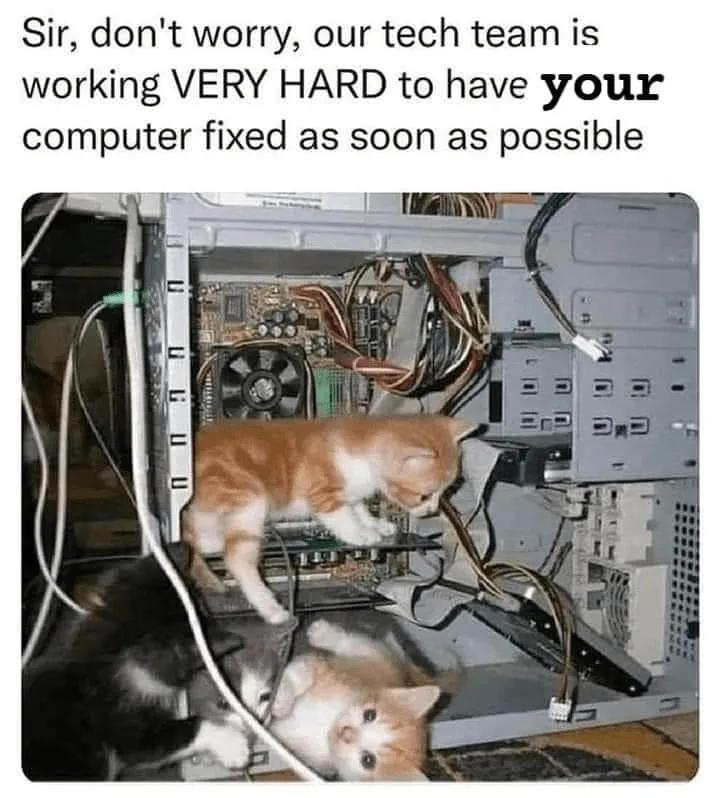 Sir, don't worry, our tech team is
working VERY HARD to have your
computer fixed as soon as possible